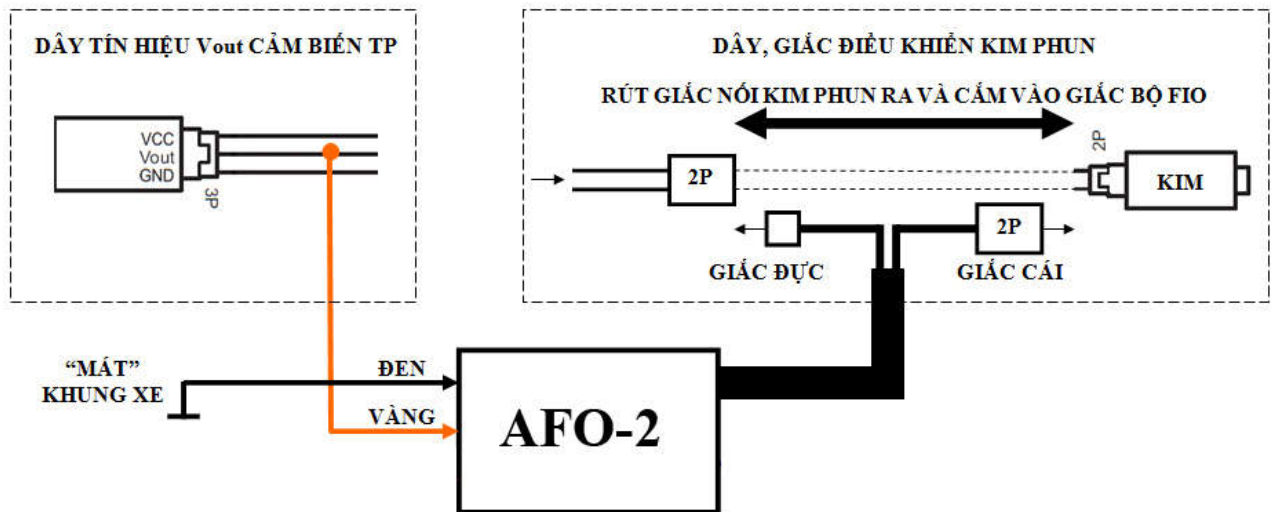 DÂY TÍN HIỆU Vout CẢM BIẾN TP
VCC
Vout
GND
3P
DÂY, GIẮC ĐIỀU KHIỂN KIM PHUN
RÚT GIẮC NỐI KIM PHUN RA VÀ CẮM VÀO GIẮC BỘ FIO
2P
2P
KIM
2P
GIẮC ĐỰC
GIẮC CÁI
“MÁT”
KHUNG XE
ĐEN
VÀNG
AFO-2